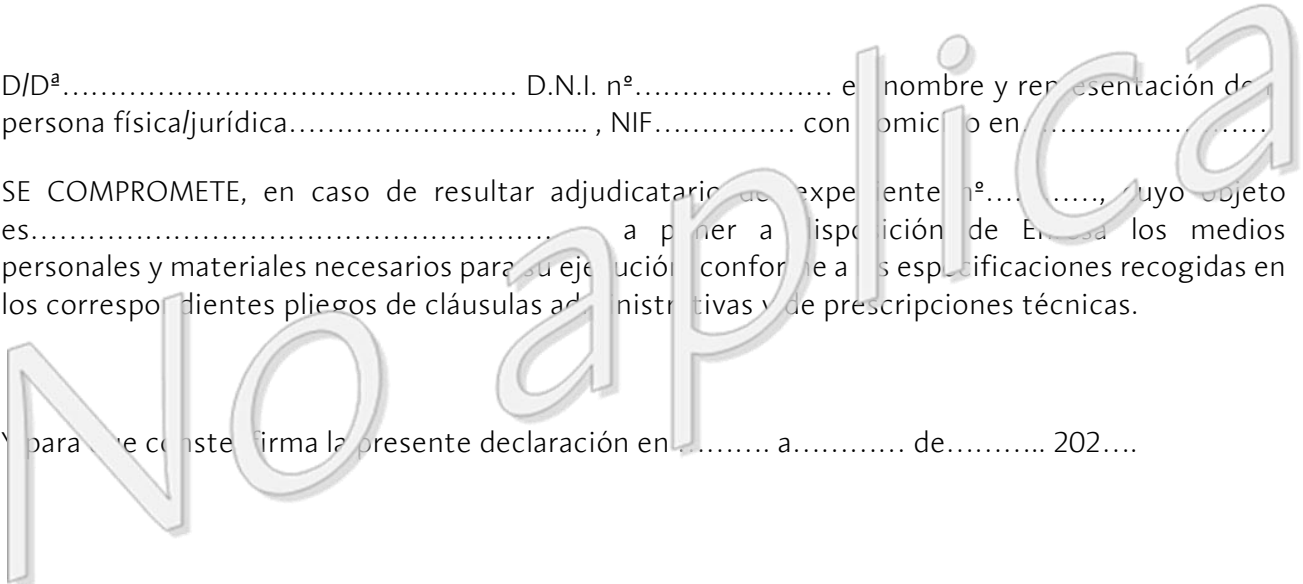 D/Dª………………………………………. D.N.I. nº………………… en nombre y representación de la
persona física/jurídica……………………….. , NIF…………… con domicilio en……………………
SE COMPROMETE, en caso de resultar adjudicatario del expediente nº…………, cuyo objeto
es……………………………………………… a poner a disposición de los medios
personales y materiales necesarios para su ejecución, conforme a las especificaciones recogidas en
los correspondientes pliegos de cláusulas administrativas y de prescripciones técnicas.
No aplica
Y para que conste, firma la presente declaración en ………. a………… de……….. 202….